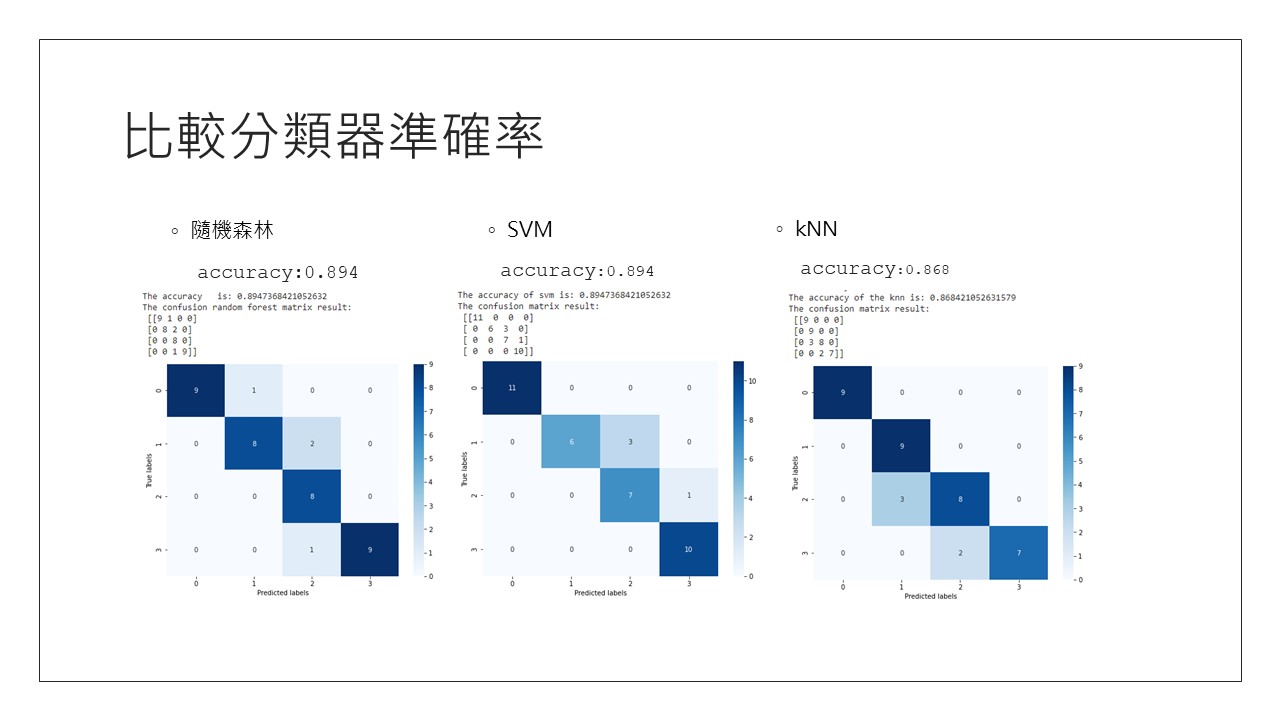 比較分類器準確率
◦ 隨機森林
accuracy:0.894
The accuracy is: 0.8947368421052632
The confusion random forest matrix result:
[[9 1 0 0]
[0 8 2 0]
[0 0 8 0]
[0 0 1 9]]
9 1 0 0
0 8 2 0
0 0 8 0
0 0 1 9
0
1
2
3
True labels
0 1 2 3
Predicted labels
9
8
7
6
5
4
3
2
1
0
◦ SVM
accuracy:0.894
The accuracy of svm is: 0.8947368421052632
The confusion matrix result:
[[11 0 0 0]
[ 0 6 3 0]
[ 0 0 7 1]
[ 0 0 0 10]]
11 0 0 0
0 6 3 0
0 0 7 1
0 0 0 10
0
1
2
3
True labels
0 1 2 3
Predicted labels
10
8
6
4
2
0
◦ kNN
accuracy:0.868
The accuracy of the knn is: 0.868421052631579
The confusion matrix result:
[[9 0 0 0]
[0 9 0 0]
[0 3 8 0]
[0 0 2 7]]
9 0 0 0
0 9 0 0
0 3 8 0
0 0 2 7
0
1
2
3
True labels
0 1 2 3
Predicted labels
9
8
7
6
5
4
3
2
1
0